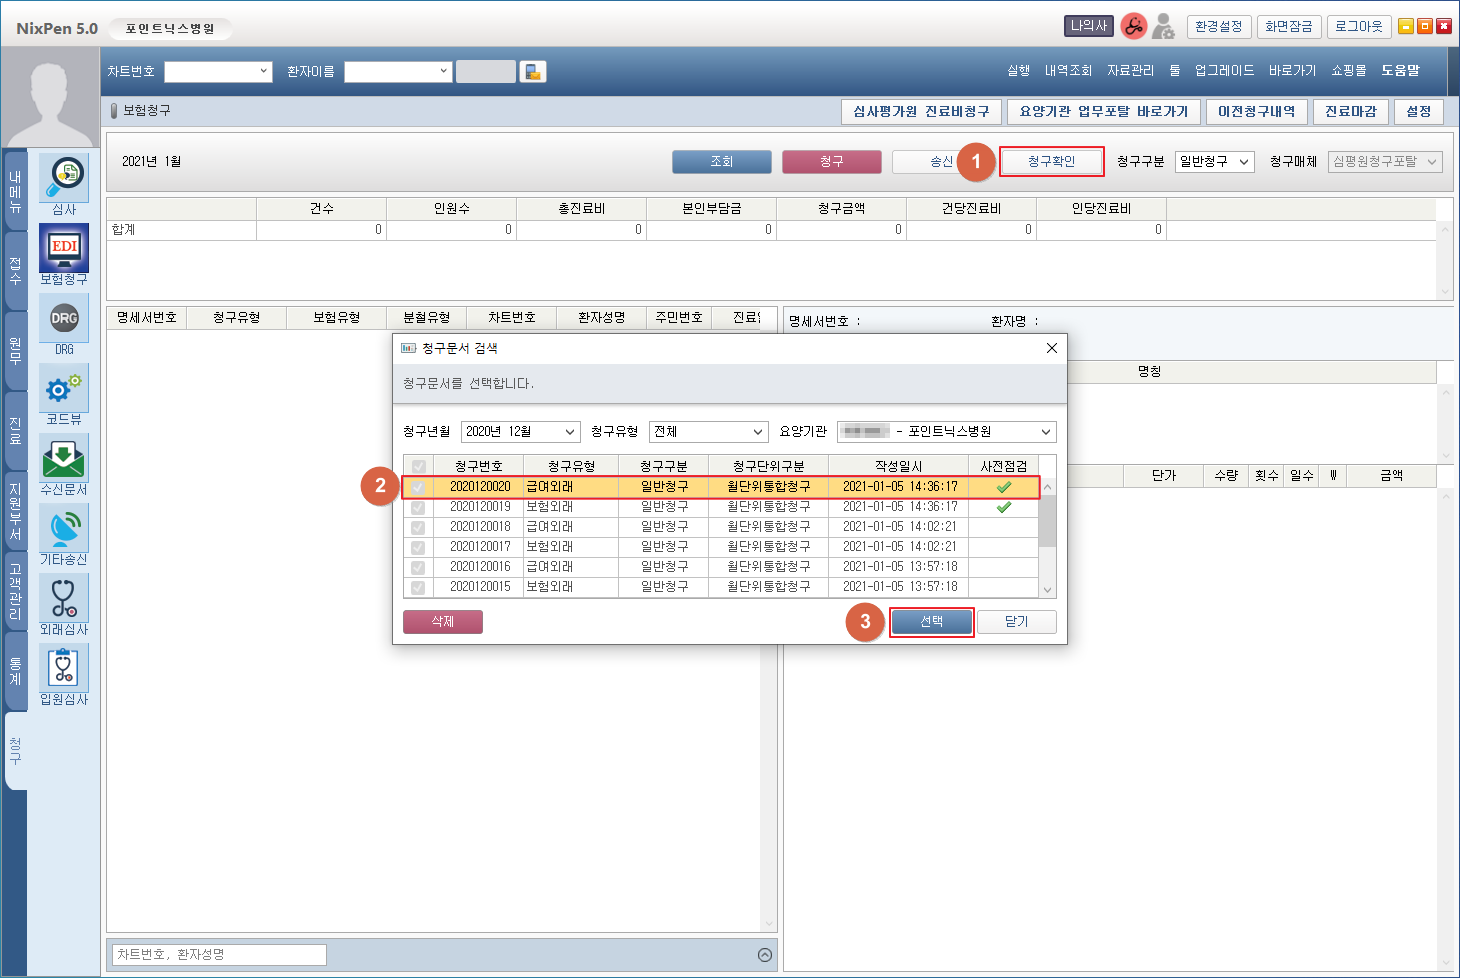 NixPen 5.0 포인트닉스병원 나의사 환경설정 화면잠금 로그아웃
차트번호 환자이름 실행 내역조회 자료관리 툴 업그레이드 바로가기 쇼핑몰 도움말
보험청구 심사평가원 진료비청구 요양기관 업무포탈 바로가기 이전청구내역 진료마감 설정
2021년 1월 조회 청구 송신 1 청구확인 청구구분 일반청구 청구매체 심평원청구포탈
내메뉴
접수
원무
진료
지원부서
고객관리
통계
청구
심사
EDI
보험청구
DRG
DRG
코드뷰
수신문서
기타송신
외래심사
입원심사
건수 인원수 총진료비 본인부담금 청구금액 건당진료비 인당진료비
합계 0 0 0 0 0 0 0
명세서번호 청구유형 보험유형 분할유형 차트번호 환자성명 주민번호
명세서번호 : 환자명 :
명칭
단가 수량 횟수 일수 금액
청구문서 검색
청구문서를 선택합니다.
청구년월 2020년 12월 청구유형 전체 요양기관 - 포인트닉스병원
청구번호 청구유형 청구구분 청구단위구분 작성일시 사전점검
2 2020120020 급여외래 일반청구 월단위통합청구 2021-01-05 14:36:17
2020120019 보험외래 일반청구 월단위통합청구 2021-01-05 14:36:17
2020120018 급여외래 일반청구 월단위통합청구 2021-01-05 14:02:21
2020120017 보험외래 일반청구 월단위통합청구 2021-01-05 14:02:21
2020120016 급여외래 일반청구 월단위통합청구 2021-01-05 13:57:18
2020120015 보험외래 일반청구 월단위통합청구 2021-01-05 13:57:18
삭제 3 선택 닫기
차트번호, 환자성명